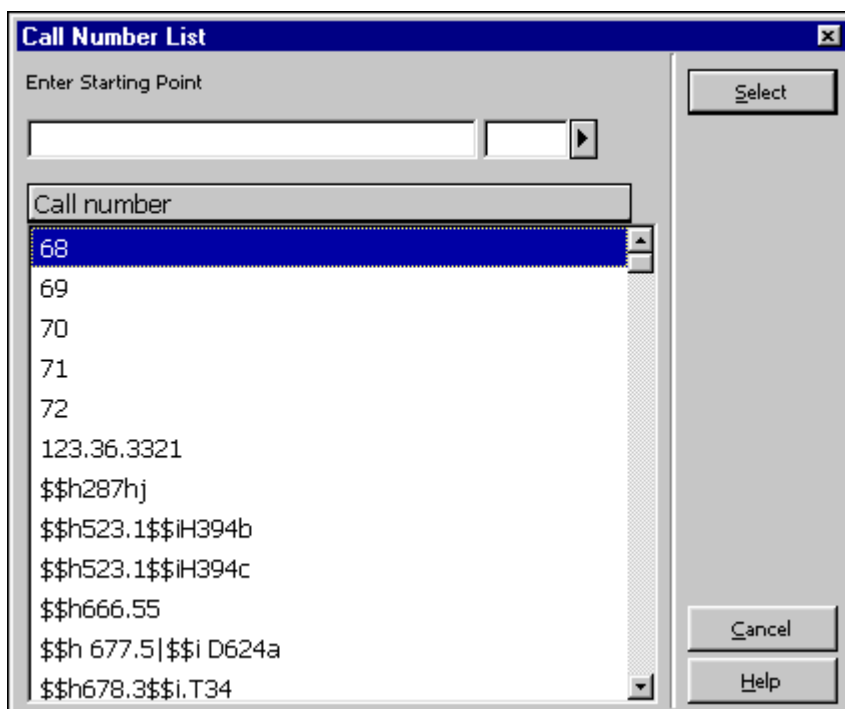 Call Number List
Enter Starting Point
Select
Call number
68
69
70
71
72
123.36.3321
$$h287hj
$$h523.1$$iH394b
$$h523.1$$iH394c
$$h666.55
$$h 677.5|$$i D624a
$$h678.3$$i.T34
Cancel
Help